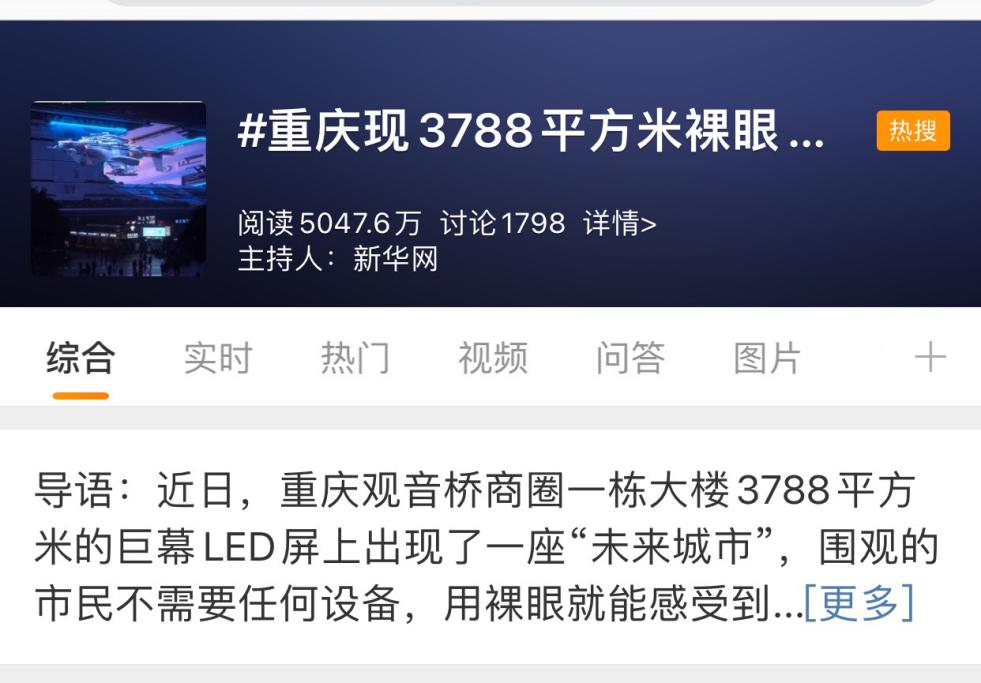 #重庆现3788平方米裸眼...
热搜
阅读5047.6万 讨论1798 详情>
主持人：新华网
综合 实时 热门 视频 问答 图片
导语：近日，重庆观音桥商圈一栋大楼3788平方
米的巨幕LED屏上出现了一座“未来城市”，围观的
市民不需要任何设备，用裸眼就能感受到...[更多]